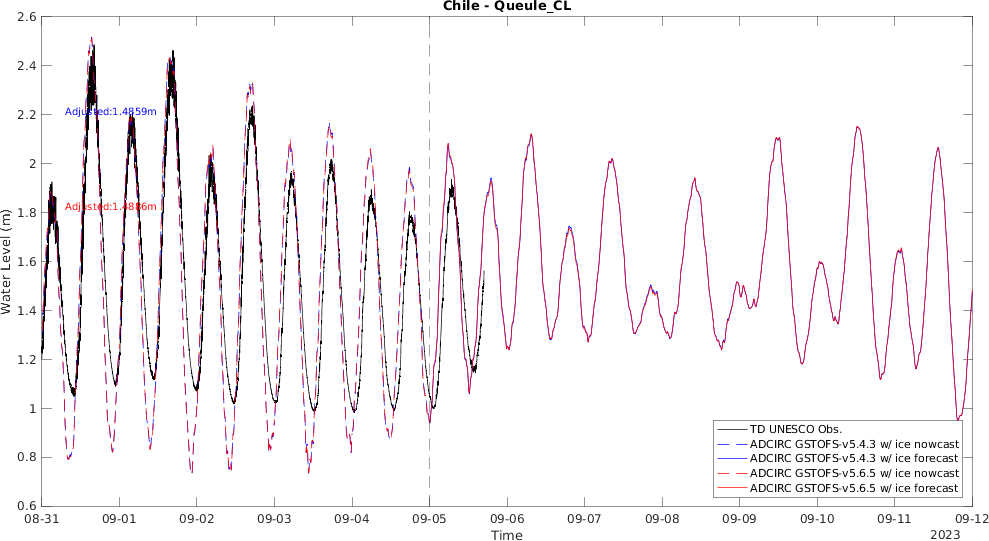 Chile - Queule_CL
2.6
2.4
2.2
2
1.8
1.6
1.4
1.2
1
0.8
0.6
Water Level (m)
Adjusted:1.4859m
Adjusted:1.4886m
TD UNESCO Obs.
ADCIRC GSTOFS-v5.4.3 w/ ice nowcast
ADCIRC GSTOFS-v5.4.3 w/ ice forecast
ADCIRC GSTOFS-v5.6.5 w/ ice nowcast
ADCIRC GSTOFS-v5.6.5 w/ ice forecast
08-31 09-01 09-02 09-03 09-04 09-05 09-06 09-07 09-08 09-09 09-10 09-11 09-12
Time
2023